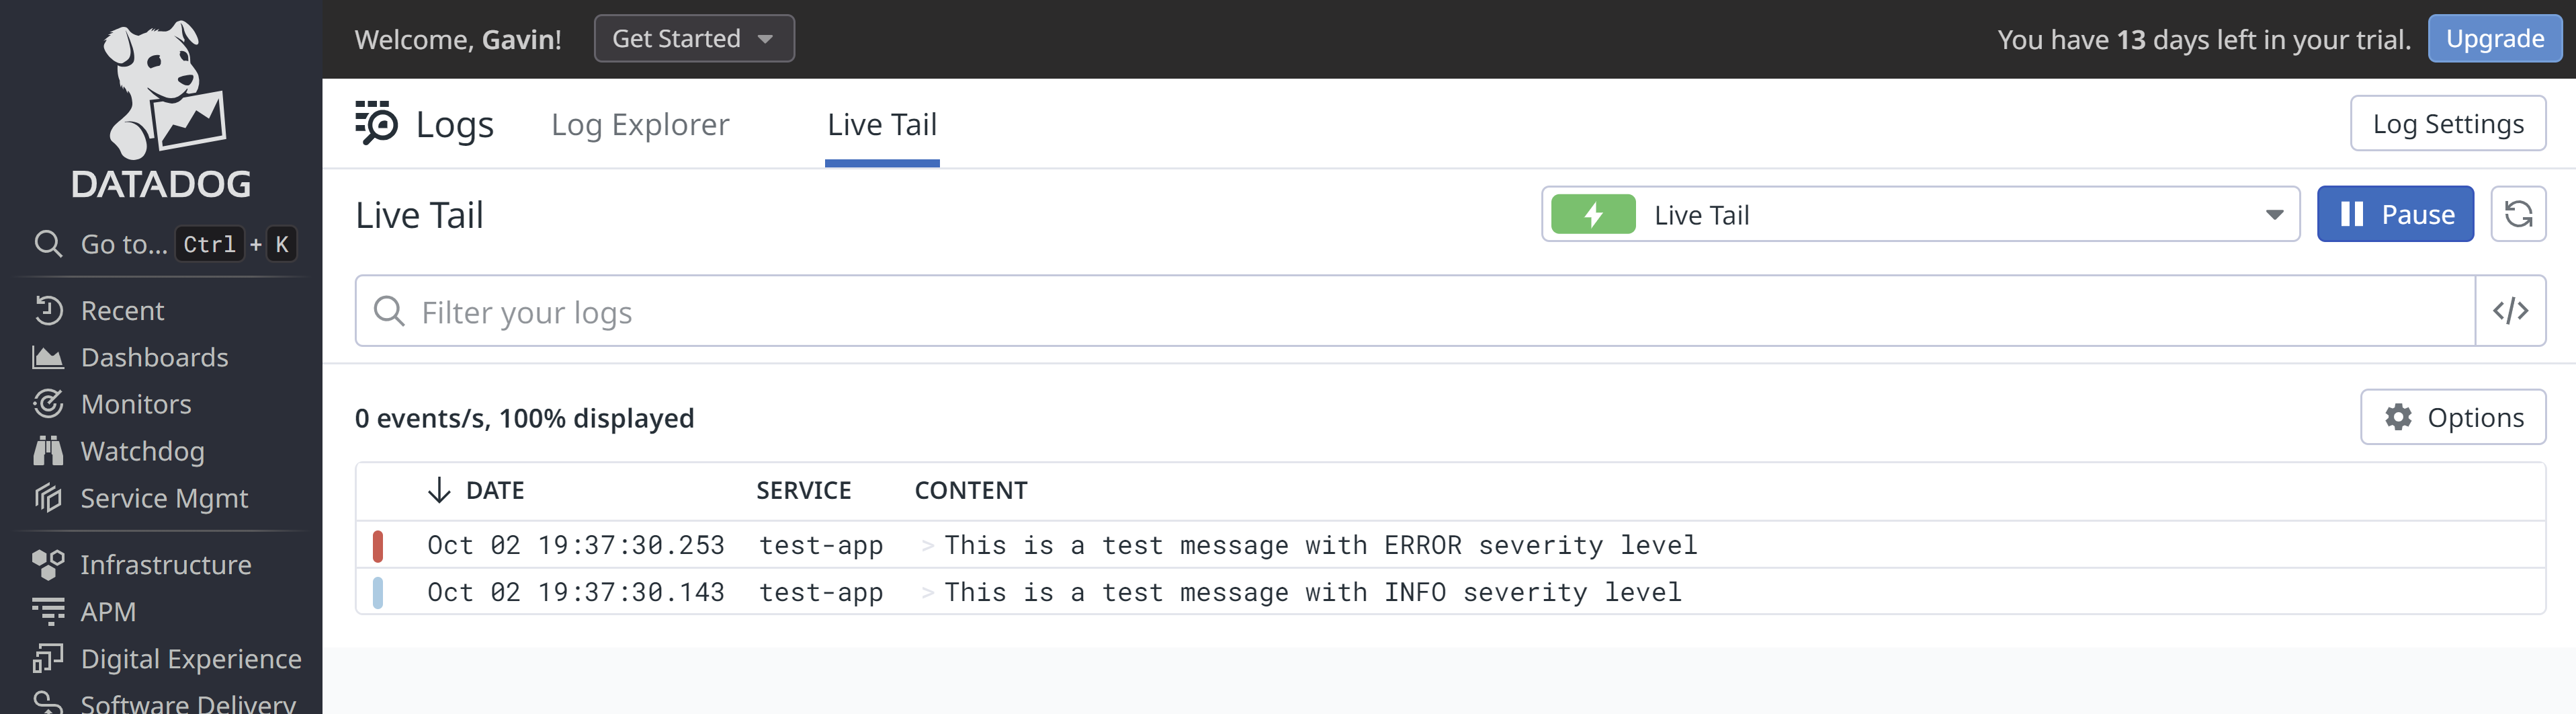 DATADOG
Go to... Ctrl + K
Recent
Dashboards
Monitors
Watchdog
Service Mgmt
Infrastructure
APM
Digital Experience
Software Delivery
Welcome, Gavin! Get Started You have 13 days left in your trial. Upgrade
Logs Log Explorer Live Tail Log Settings
Live Tail Live Tail Pause
Filter your logs </>
0 events/s, 100% displayed Options
DATE SERVICE CONTENT
Oct 02 19:37:30.253 test-app > This is a test message with ERROR severity level
Oct 02 19:37:30.143 test-app > This is a test message with INFO severity level